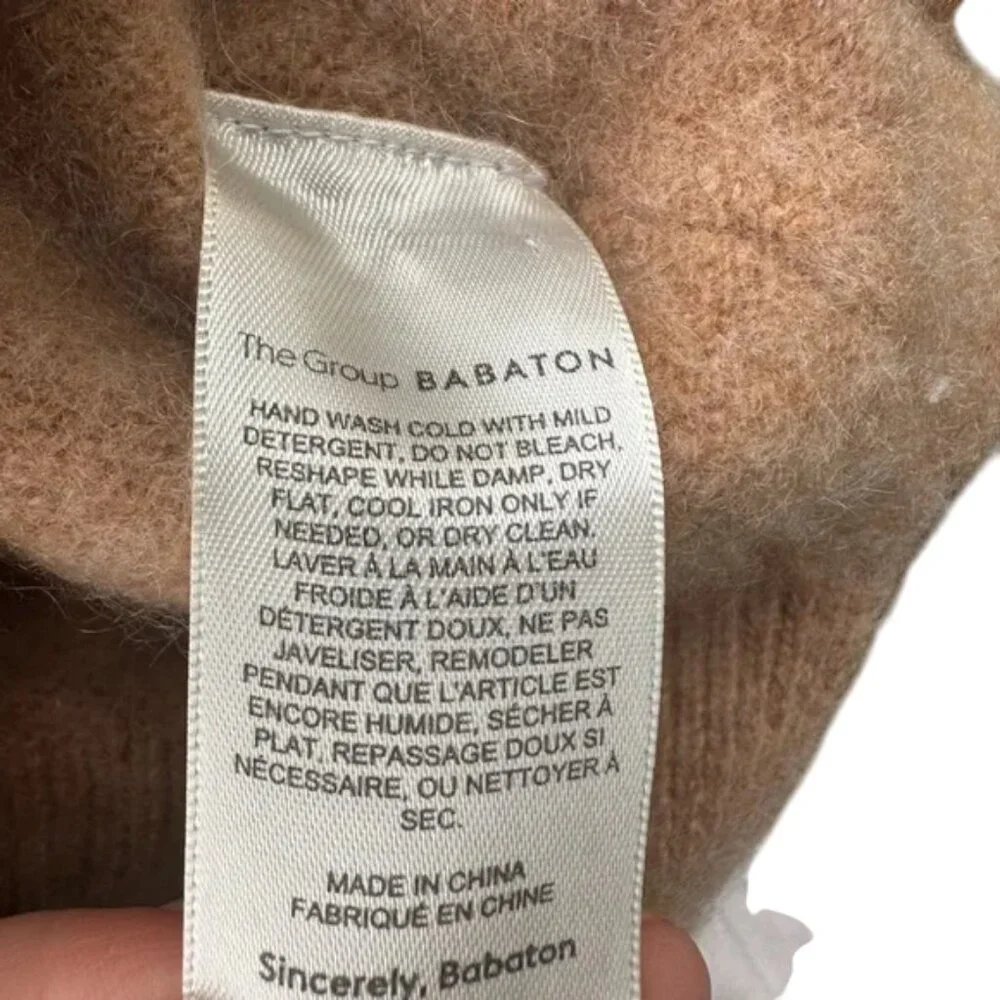 The Group BABATON
HAND WASH COLD WITH MILD
DETERGENT, DO NOT BLEACH,
RESHAPE WHILE DAMP, DRY
FLAT, COOL IRON ONLY IF
NEEDED, OR DRY CLEAN.
LAVER À LA MAIN À L'EAU
FROIDE À L'AIDE D'UN
DÉTERGENT DOUX, NE PAS
JAVELISER, REMODELER
PENDANT QUE L'ARTICLE EST
ENCORE HUMIDE, SÉCHER À
PLAT, REPASSAGE DOUX SI
NÉCESSAIRE, OU NETTOYER À
SEC.
MADE IN CHINA
FABRIQUÉ EN CHINE
Sincerely, Babaton